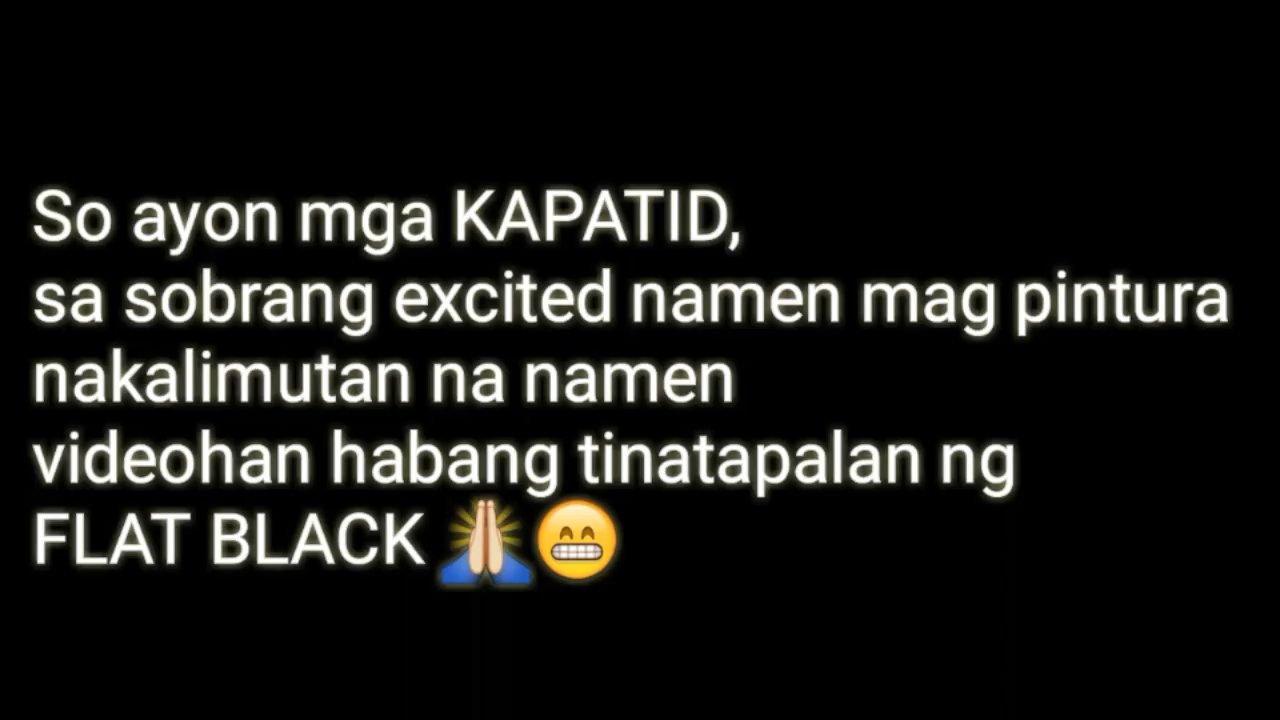 So ayon mga KAPATID,
sa sobrang excited namen mag pintura
nakalimutan na namen
videohan habang tinatapalan ng
FLAT BLACK 🙏🏼😁